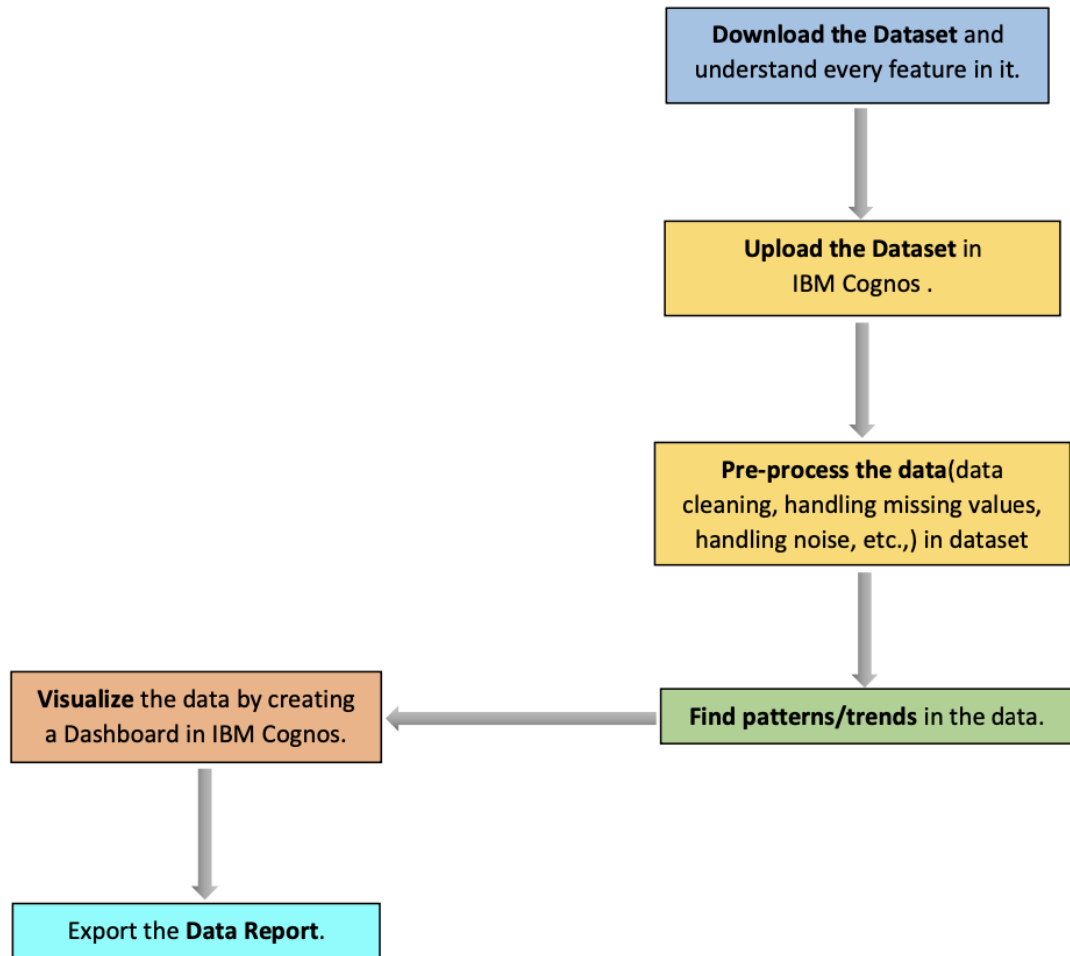 Download the Dataset and
understand every feature in it.
Upload the Dataset in
IBM Cognos .
Pre-process the data(data
cleaning, handling missing values,
handling noise, etc.,) in dataset
Find patterns/trends in the data.
Visualize the data by creating
a Dashboard in IBM Cognos.
Export the Data Report.